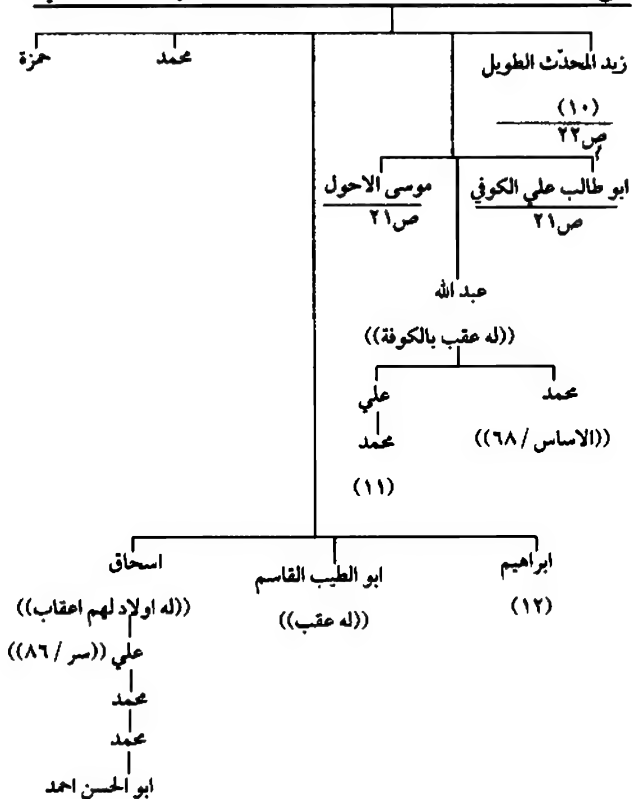 زيد المحدّث الطويل
محمد
حمزة
(١٠)
ص٢٢
ابو طالب علي الكوفي
موسى الاحول
ص٢١
ص٢١
عبد الله
((له عقب بالكوفة))
محمد
علي
((الاساس / ٦٨))
محمد
(١١)
ابراهيم
ابو الطيب القاسم
اسحاق
(١٢)
((له عقب))
((له اولاد لهم اعقاب))
علي ((سر / ٨٦))
محمد
محمد
ابو الحسن احمد